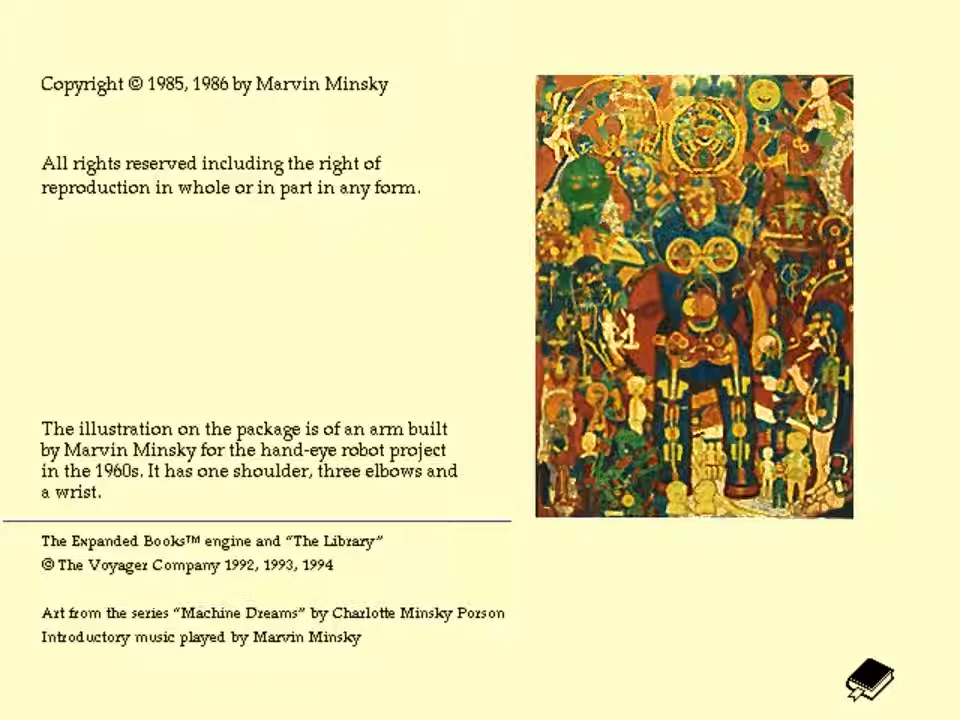 Copyright © 1985, 1986 by Marvin Minsky
All rights reserved including the right of
reproduction in whole or in part in any form.
The illustration on the package is of an arm built
by Marvin Minsky for the hand-eye robot project
in the 1960s. It has one shoulder, three elbows and
a wrist.
The Expanded Books™ engine and “The Library”
© The Voyager Company 1992, 1993, 1994
Art from the series “Machine Dreams” by Charlotte Minsky Porson
Introductory music played by Marvin Minsky